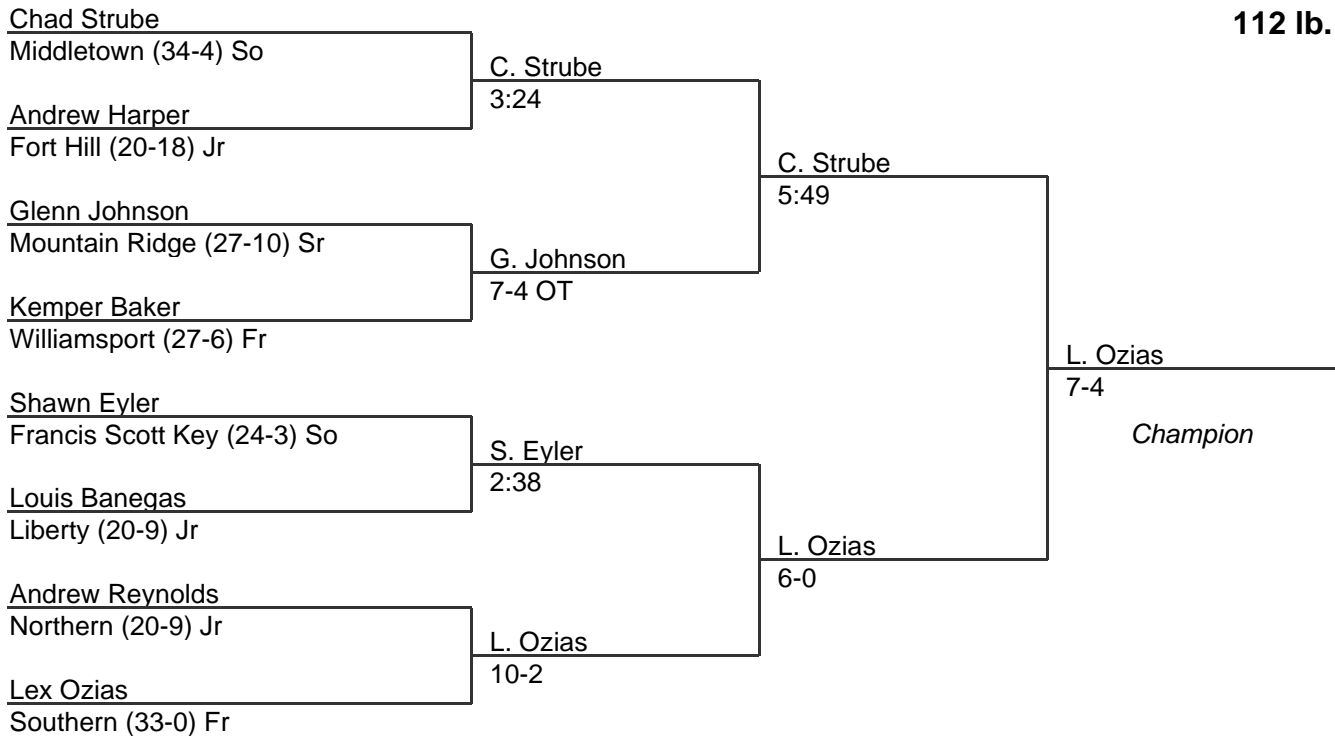 Chad Strube
112 lb.
Middletown (34-4) So
C. Strube
3:24
Andrew Harper
Fort Hill (20-18) Jr
C. Strube
5:49
Glenn Johnson
Mountain Ridge (27-10) Sr
G. Johnson
7-4 OT
Kemper Baker
Williamsport (27-6) Fr
L. Ozias
7-4
Champion
Shawn Eyler
Francis Scott Key (24-3) So
S. Eyler
2:38
Louis Banegas
Liberty (20-9) Jr
L. Ozias
6-0
Andrew Reynolds
Northern (20-9) Jr
L. Ozias
10-2
Lex Ozias
Southern (33-0) Fr